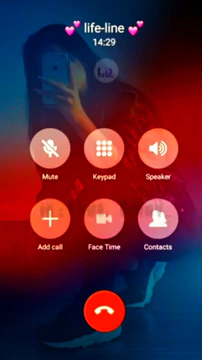 💕 life-line 💕
14:29
Mute Keypad Speaker
Add call Face Time Contacts